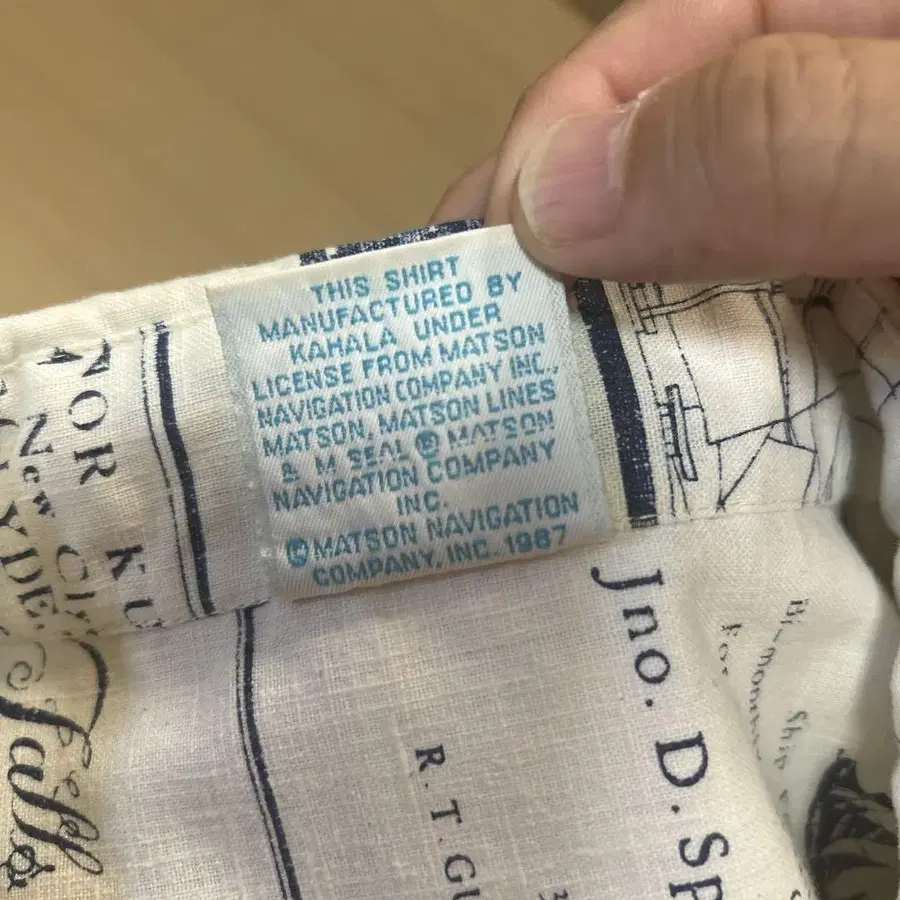 THIS SHIRT
MANUFACTURED BY
KAHALA UNDER
LICENSE FROM MATSON
NAVIGATION COMPANY INC.,
MATSON, MATSON LINES
& M SEAL © MATSON
NAVIGATION COMPANY
INC.
© MATSON NAVIGATION
COMPANY, INC. 1987
Jno. D. SP
R. T. GU
New